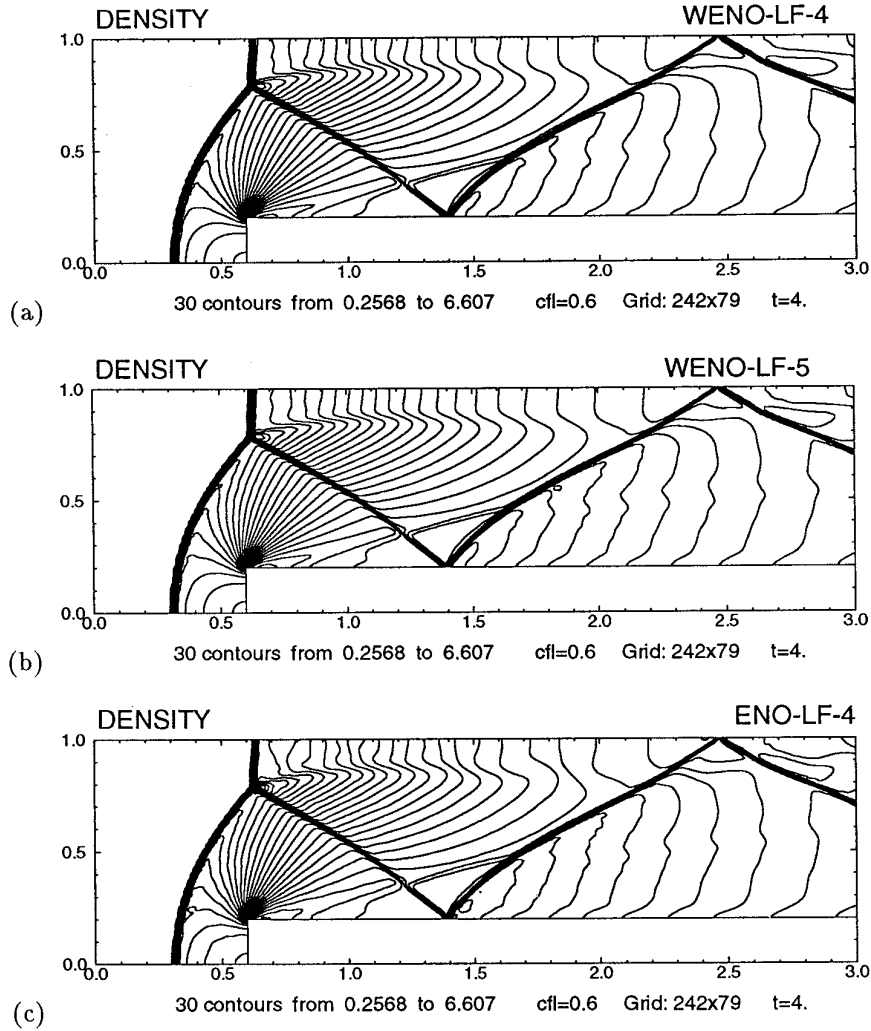 DENSITY WENO-LF-4
1.0
0.5
0.0
0.0 0.5 1.0 1.5 2.0 2.5 3.0
(a) 30 contours from 0.2568 to 6.607 cfl=0.6 Grid: 242x79 t=4.
DENSITY WENO-LF-5
1.0
0.5
0.0
0.0 0.5 1.0 1.5 2.0 2.5 3.0
(b) 30 contours from 0.2568 to 6.607 cfl=0.6 Grid: 242x79 t=4.
DENSITY ENO-LF-4
1.0
0.5
0.0
0.0 0.5 1.0 1.5 2.0 2.5 3.0
(c) 30 contours from 0.2568 to 6.607 cfl=0.6 Grid: 242x79 t=4.